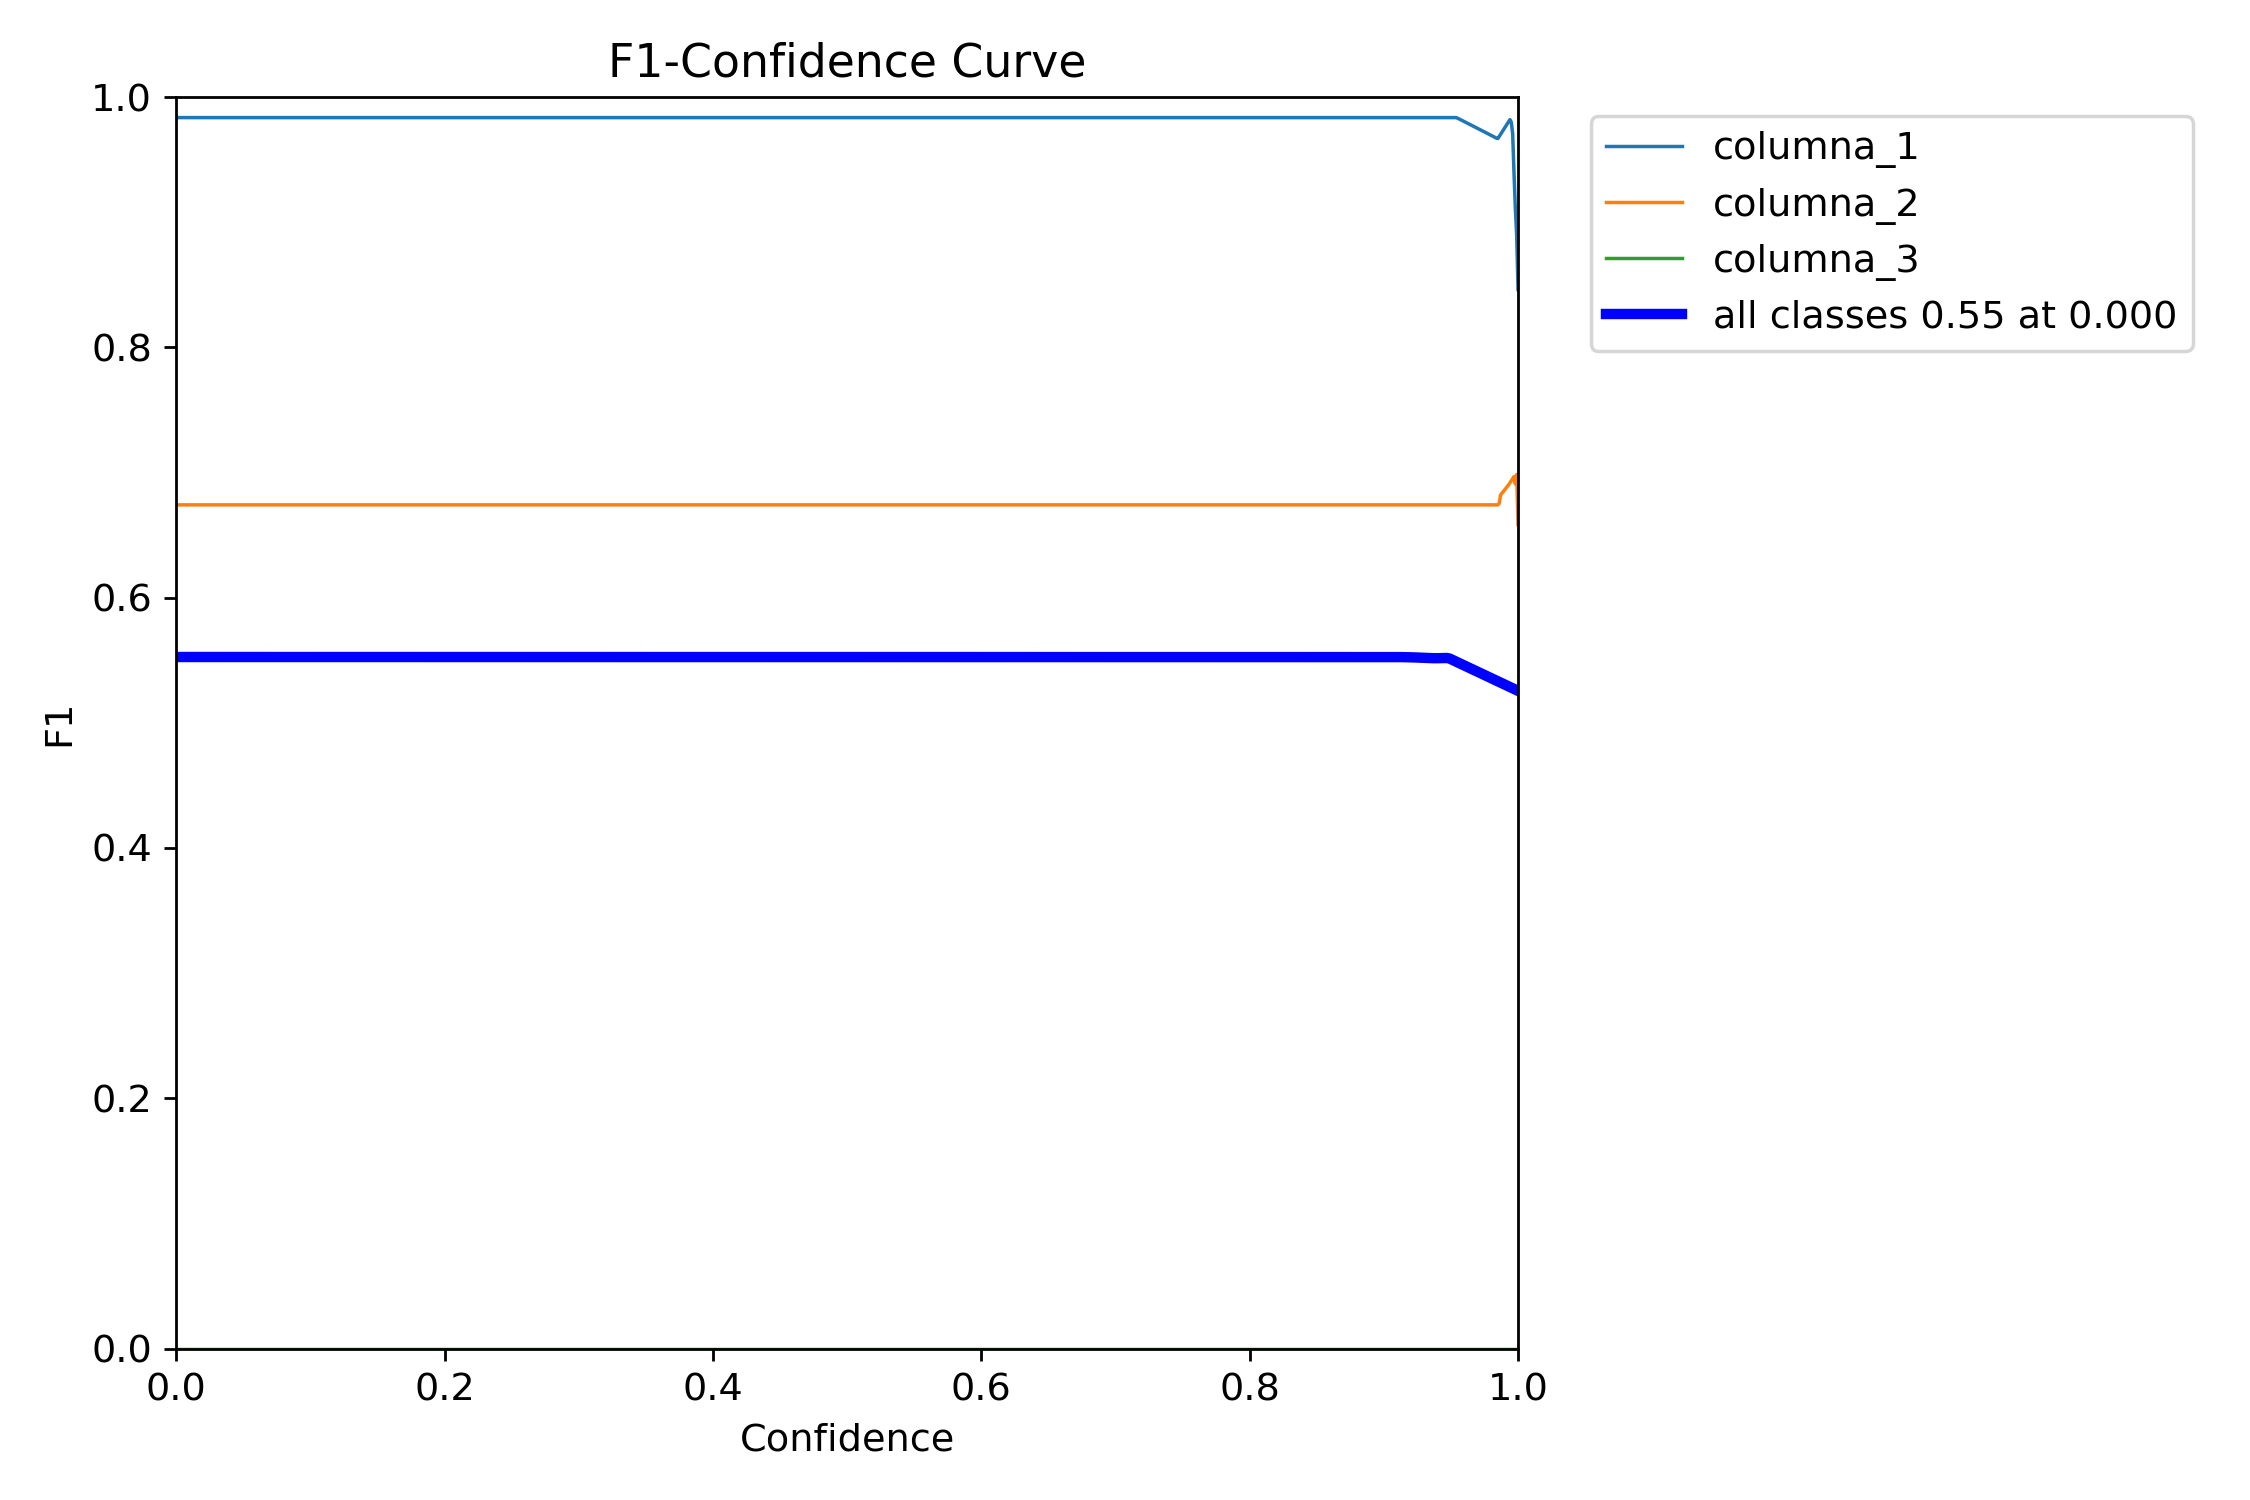 F1-Confidence Curve
1.0
0.8
0.6
0.4
0.2
0.0
F1
0.0 0.2 0.4 0.6 0.8 1.0
Confidence
columna_1
columna_2
columna_3
all classes 0.55 at 0.000